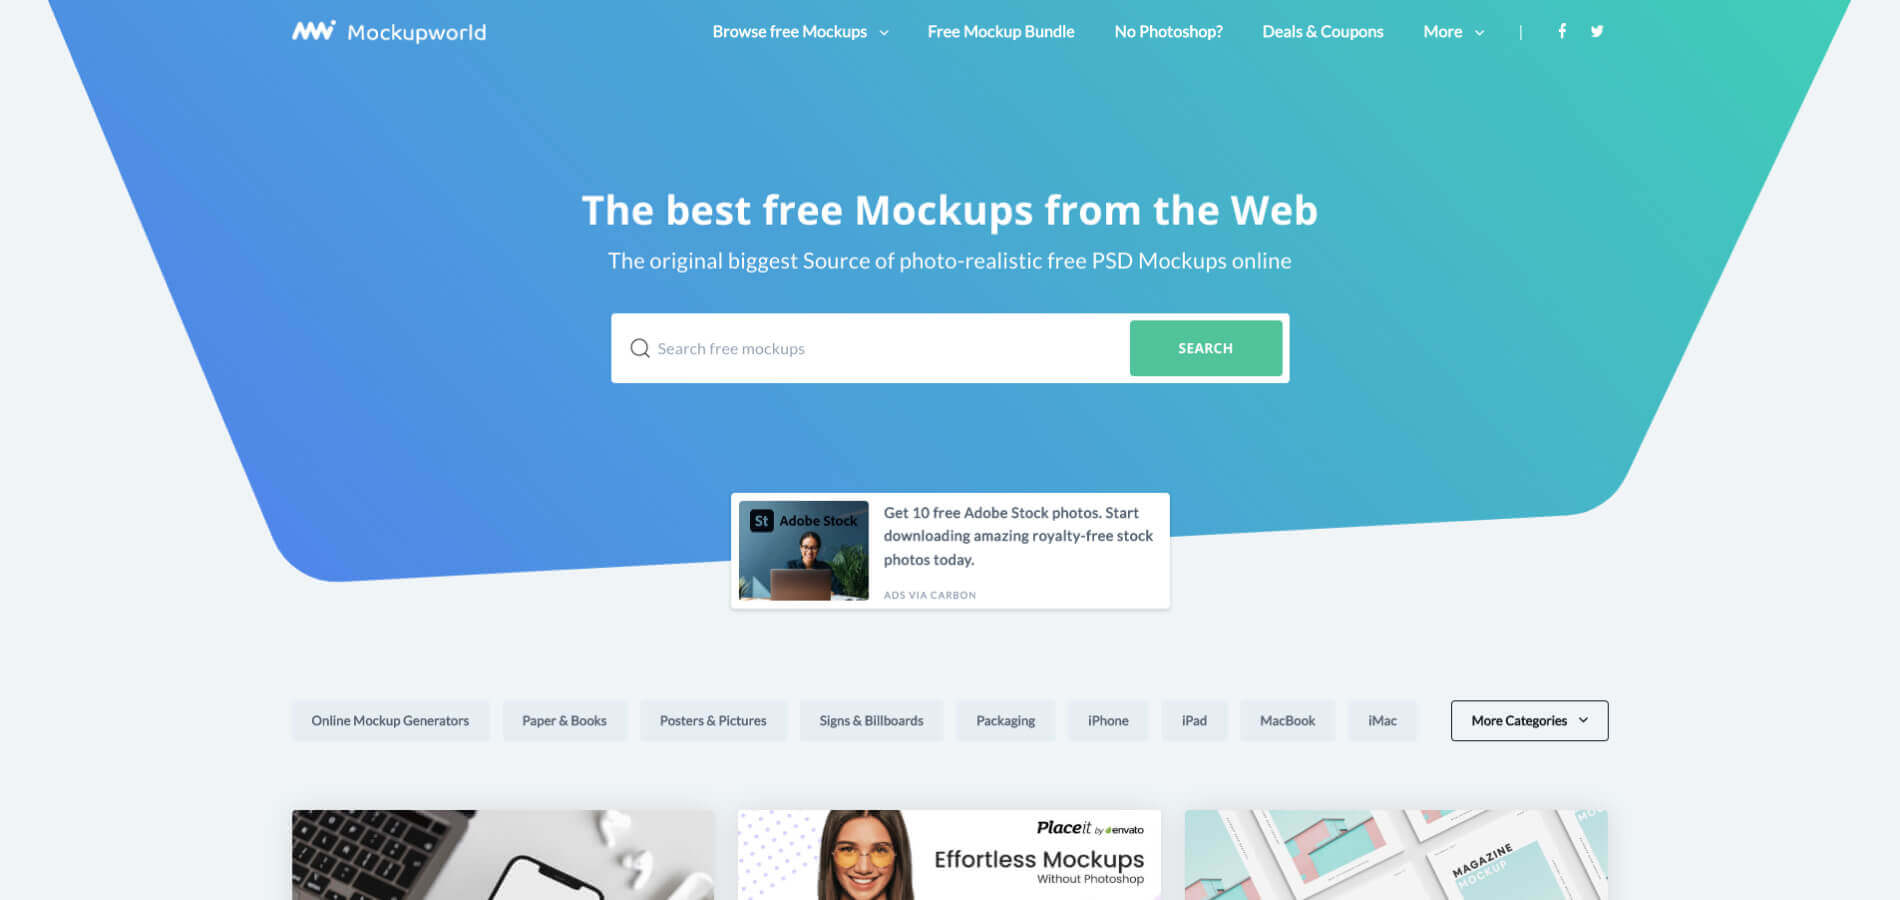 Mockupworld
Browse free Mockups
Free Mockup Bundle
No Photoshop?
Deals & Coupons
More
|
The best free Mockups from the Web
The original biggest Source of photo-realistic free PSD Mockups online
Search free mockups
SEARCH
St Adobe Stock
Get 10 free Adobe Stock photos. Start
downloading amazing royalty-free stock
photos today.
ADS VIA CARBON
Online Mockup Generators
Paper & Books
Posters & Pictures
Signs & Billboards
Packaging
iPhone
iPad
MacBook
iMac
More Categories
Placeit by envato
Effortless Mockups
Without Photoshop
MAGAZINE
MOCKUP